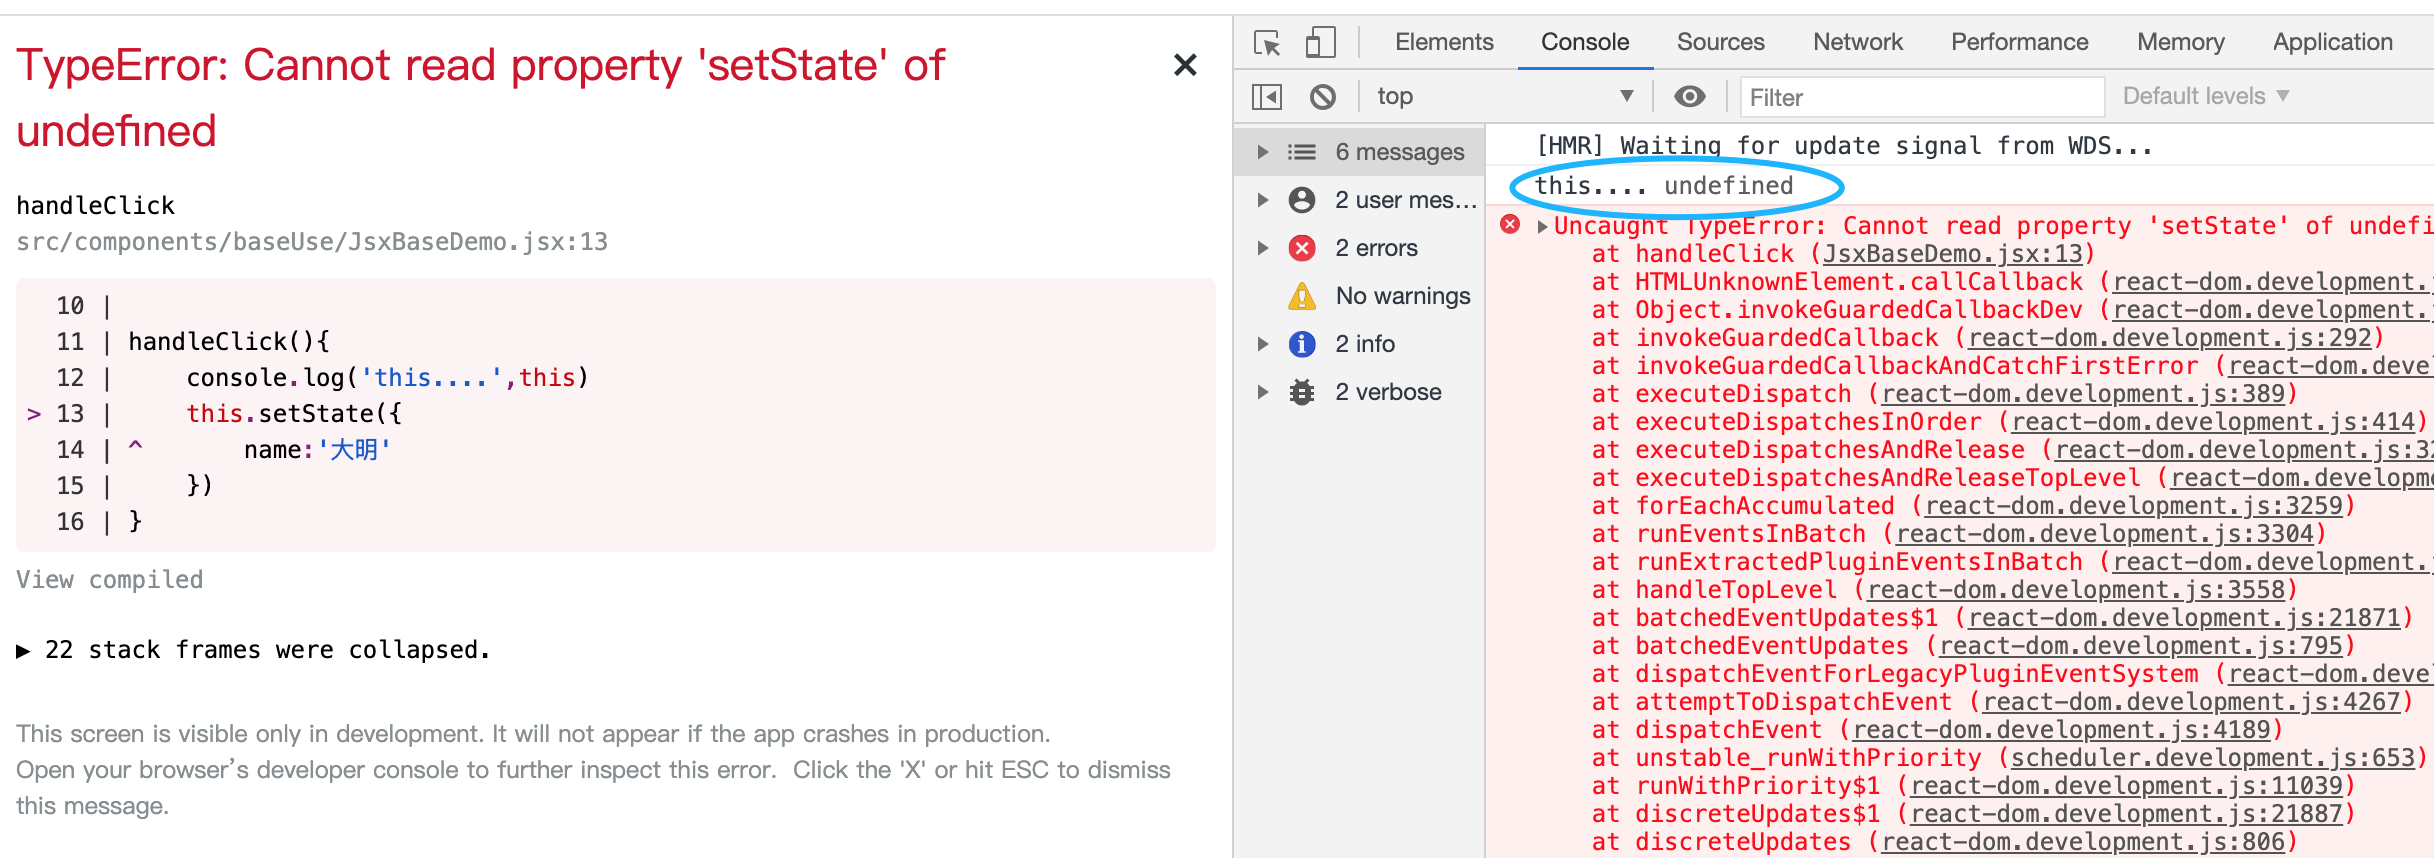 TypeError: Cannot read property 'setState' of
undefined
handleClick
src/components/baseUse/JsxBaseDemo.jsx:13
10 |
11 | handleClick(){
12 |     console.log('this....',this)
> 13 |     this.setState({
14 | ^       name:'大明'
15 |     })
16 | }
View compiled
▶ 22 stack frames were collapsed.
This screen is visible only in development. It will not appear if the app crashes in production.
Open your browser's developer console to further inspect this error.  Click the 'X' or hit ESC to dismiss
this message.
Elements Console Sources Network Performance Memory Application
top Filter Default levels
6 messages
2 user mes...
2 errors
No warnings
2 info
2 verbose
[HMR] Waiting for update signal from WDS...
this.... undefined
Uncaught TypeError: Cannot read property 'setState' of undefi
at handleClick (JsxBaseDemo.jsx:13)
at HTMLUnknownElement.callCallback (react-dom.development.j
at Object.invokeGuardedCallbackDev (react-dom.development.j
at invokeGuardedCallback (react-dom.development.js:292)
at invokeGuardedCallbackAndCatchFirstError (react-dom.deve
at executeDispatch (react-dom.development.js:389)
at executeDispatchesInOrder (react-dom.development.js:414)
at executeDispatchesAndRelease (react-dom.development.js:32
at executeDispatchesAndReleaseTopLevel (react-dom.developme
at forEachAccumulated (react-dom.development.js:3259)
at runEventsInBatch (react-dom.development.js:3304)
at runExtractedPluginEventsInBatch (react-dom.development.j
at handleTopLevel (react-dom.development.js:3558)
at batchedEventUpdates$1 (react-dom.development.js:21871)
at batchedEventUpdates (react-dom.development.js:795)
at dispatchEventForLegacyPluginEventSystem (react-dom.deve
at attemptToDispatchEvent (react-dom.development.js:4267)
at dispatchEvent (react-dom.development.js:4189)
at unstable_runWithPriority (scheduler.development.js:653)
at runWithPriority$1 (react-dom.development.js:11039)
at discreteUpdates$1 (react-dom.development.js:21887)
at discreteUpdates (react-dom.development.js:806)